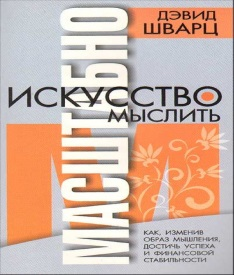 ДЭВИД
ШВАРЦ
ИСКУССТВО
МЫСЛИТЬ
МАСШТАБНО
КАК, ИЗМЕНИВ
ОБРАЗ МЫШЛЕНИЯ,
ДОСТИЧЬ УСПЕХА
И ФИНАНСОВОЙ
СТАБИЛЬНОСТИ